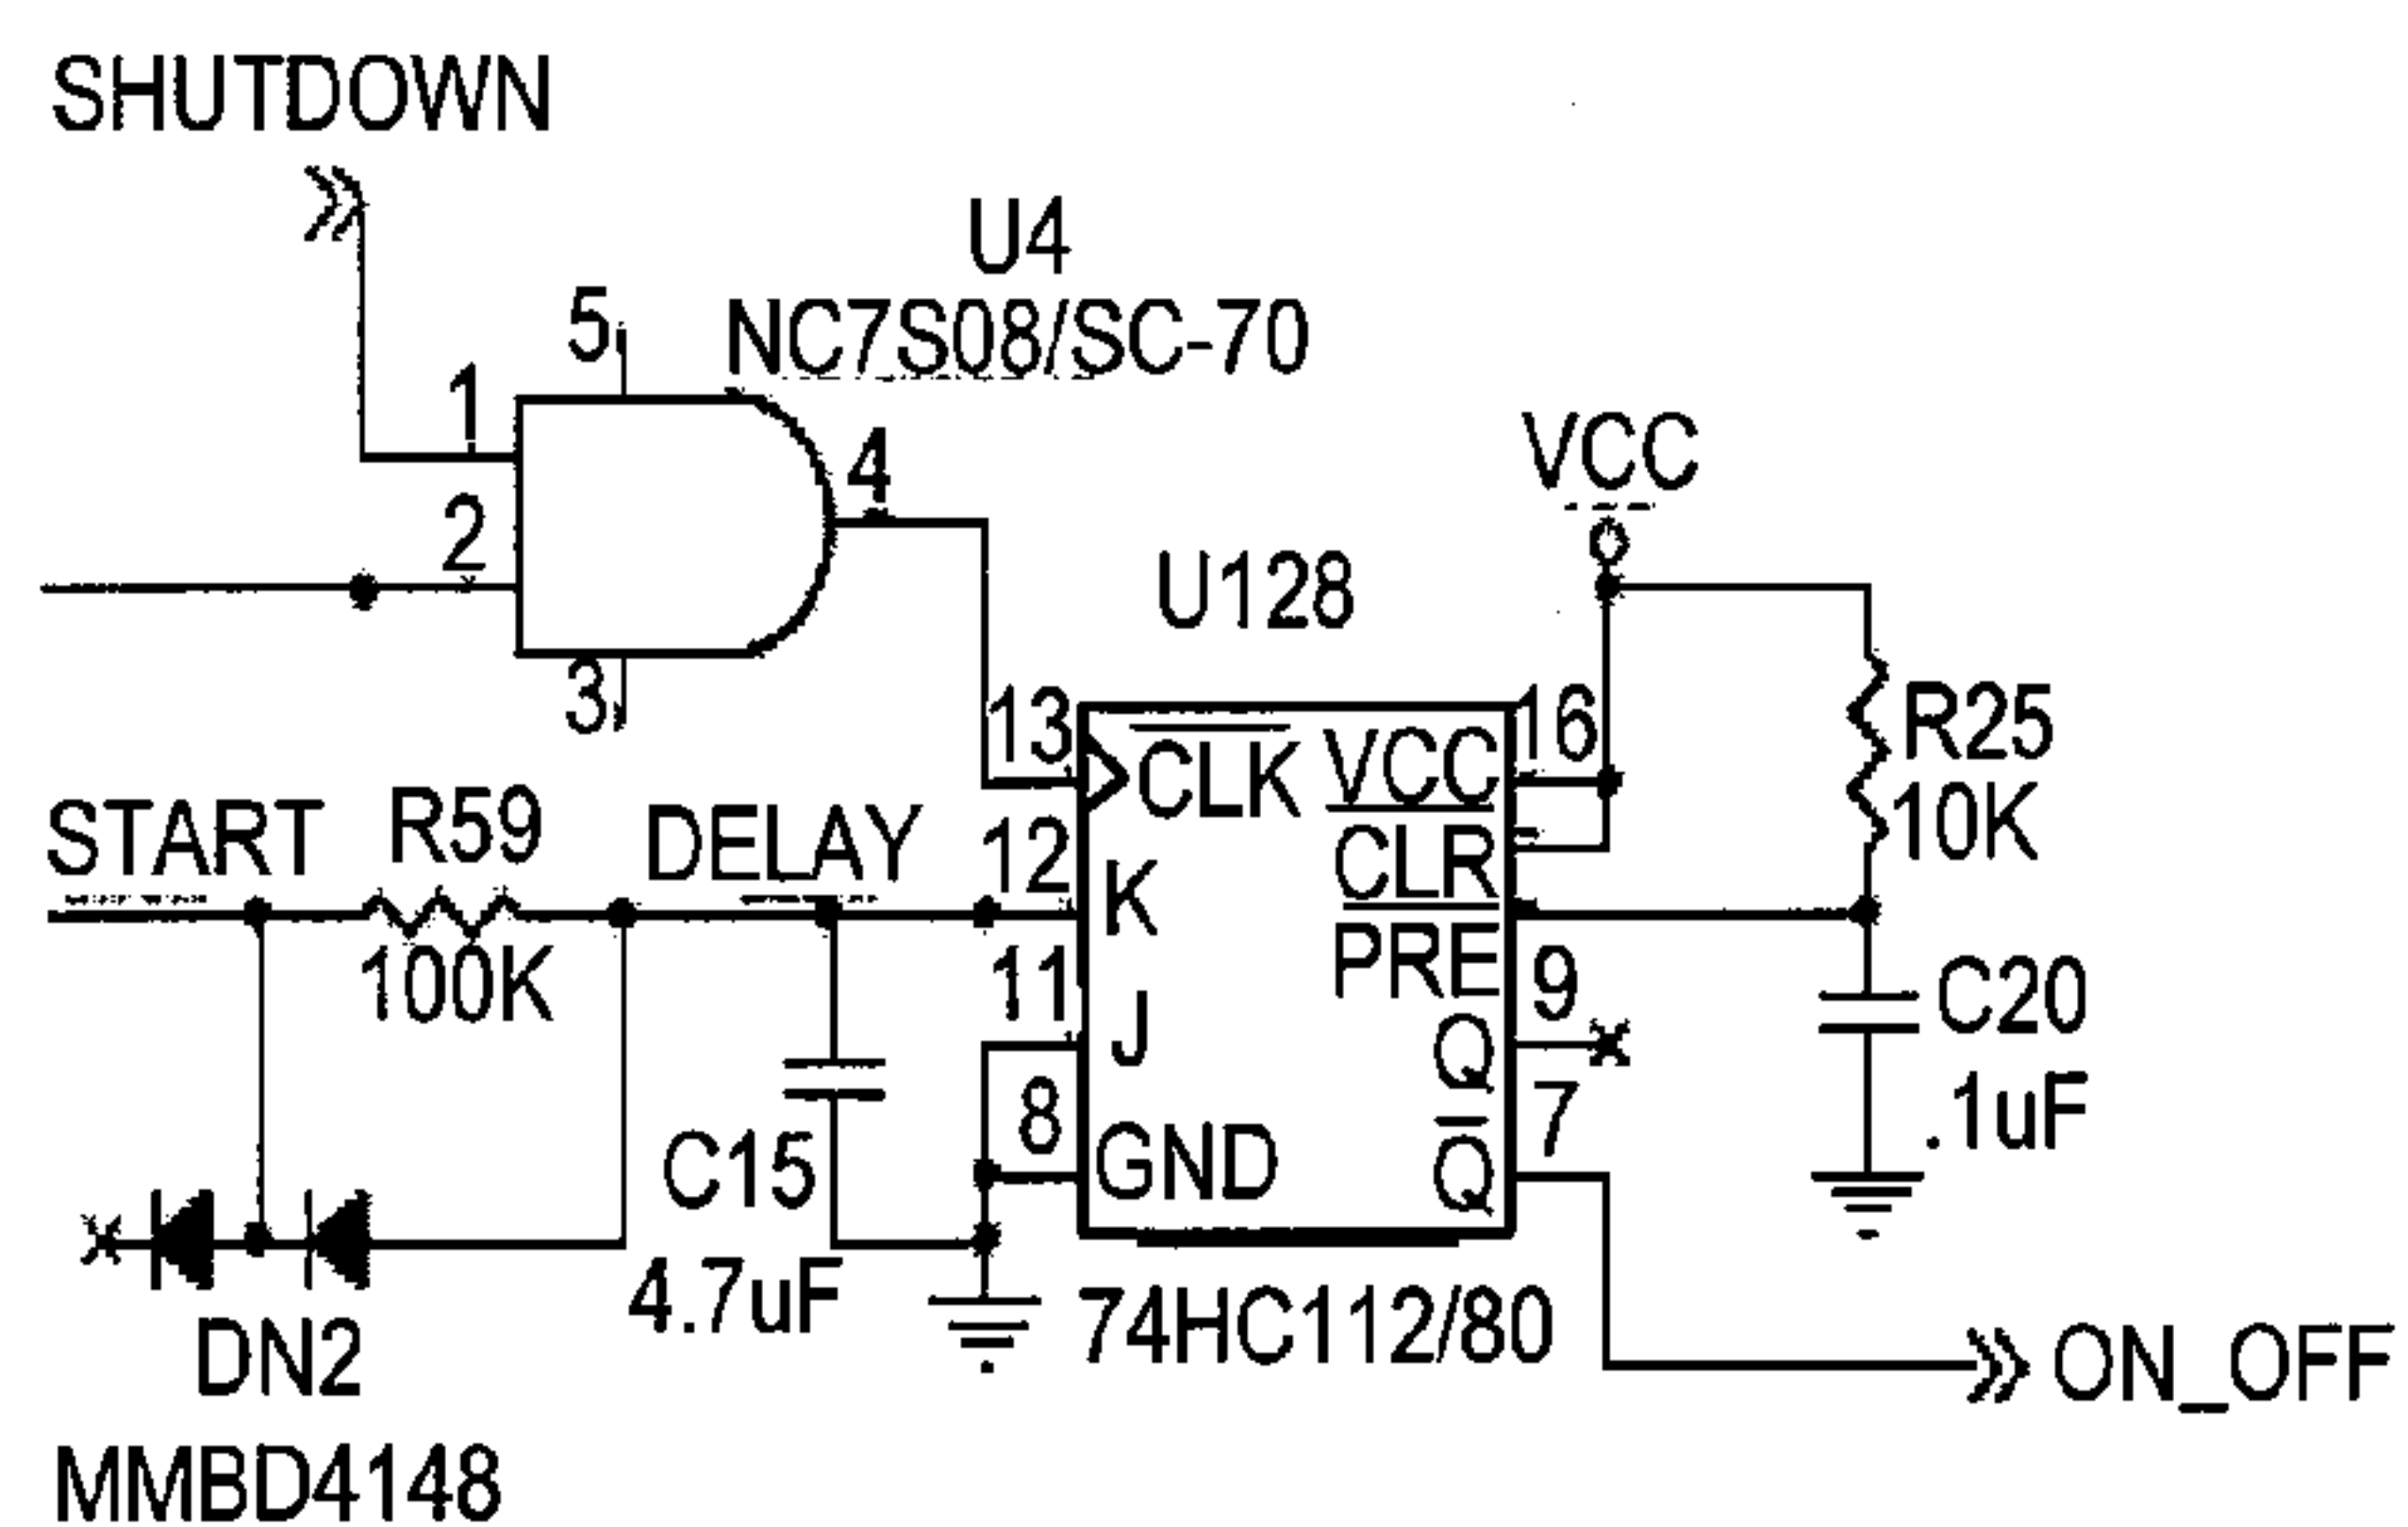 SHUTDOWN
U4
NC7S08/SC-70
5
1
2
4
3
VCC
U128
13
CLK
VCC
16
R25
10K
START
R59
100K
DELAY
12
K
CLR
PRE
11
J
9
Q
C20
.1uF
8
GND
7
Q
C15
4.7uF
74HC112/80
DN2
MMBD4148
ON_OFF